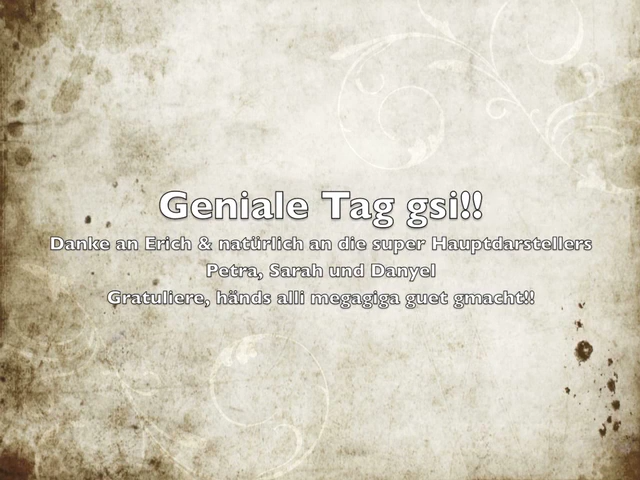 Geniale Tag gsi!!
Danke an Erich & natürlich an die super Hauptdarstellers
Petra, Sarah und Danyel
Gratuliere, händs alli megagiga guet gmacht!!